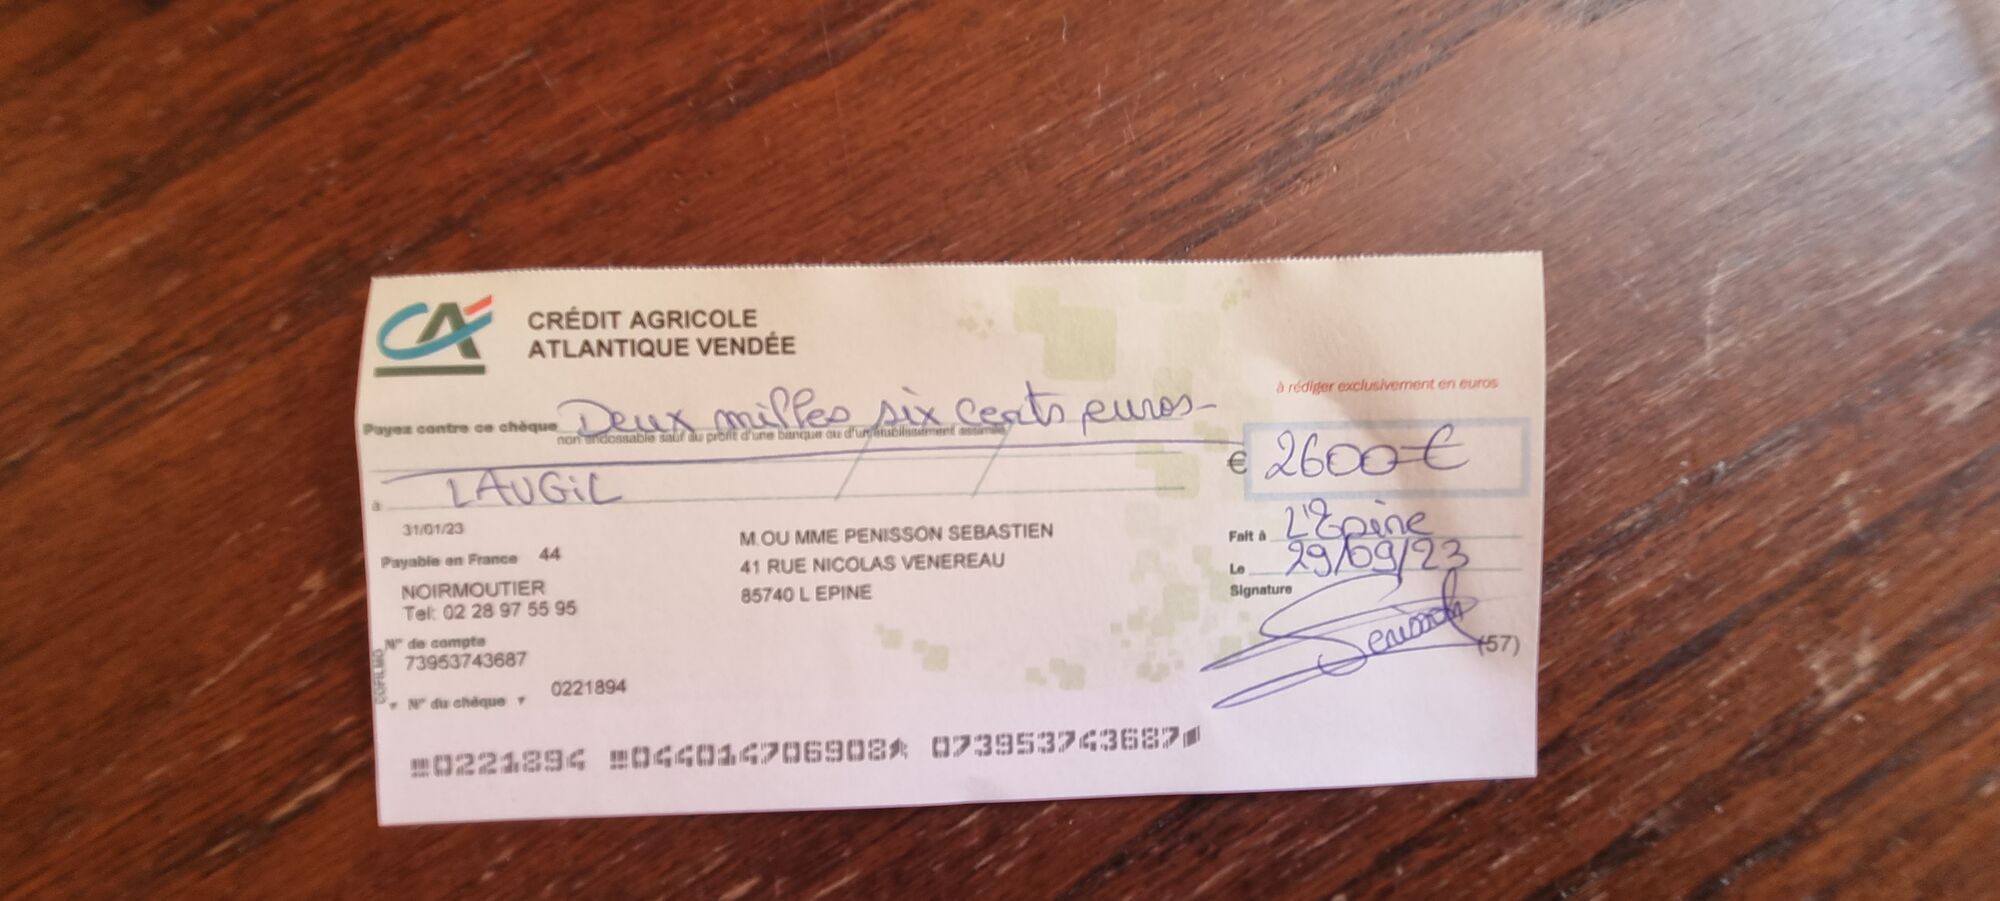 CA
CRÉDIT AGRICOLE
ATLANTIQUE VENDÉE
à rédiger exclusivement en euros
Payez contre ce chèque Deux milles six cents euros
non endossable sauf au profit d'une banque ou d'un établissement assimilé
€ 2600 €
à LAUGIL
31/01/23
Payable en France 44
NOIRMOUTIER
Tel: 02 28 97 55 95
M OU MME PENISSON SEBASTIEN
41 RUE NICOLAS VENEREAU
85740 L EPINE
Fait à L'Epine
Le 29/09/23
Signature
(57)
N° de compte
73953743687
N° du chèque 0221894
0221894 044014706908 073953743687